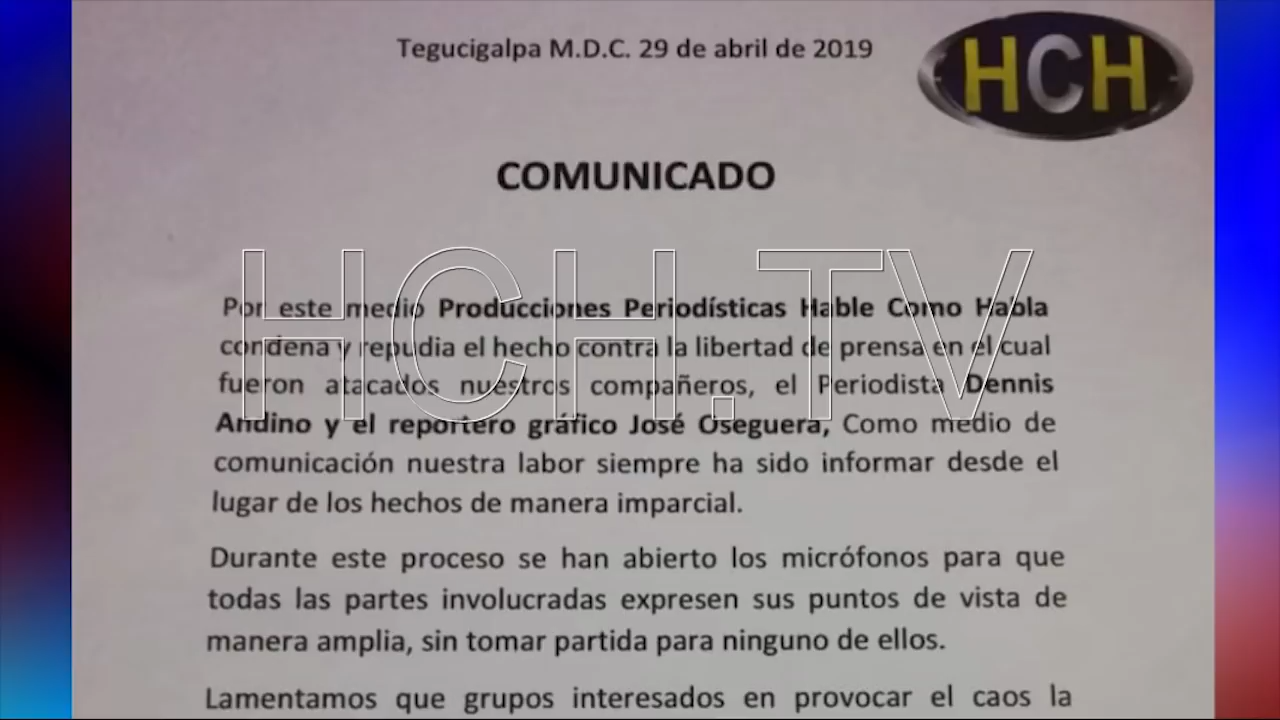 Tegucigalpa M.D.C. 29 de abril de 2019
HCH
COMUNICADO
HCH.TV
Por este medio Producciones Periodísticas Hable Como Habla
condena y repudia el hecho contra la libertad de prensa en el cual
fueron atacados nuestros compañeros, el Periodista Dennis
Andino y el reportero gráfico José Oseguera, Como medio de
comunicación nuestra labor siempre ha sido informar desde el
lugar de los hechos de manera imparcial.
Durante este proceso se han abierto los micrófonos para que
todas las partes involucradas expresen sus puntos de vista de
manera amplia, sin tomar partida para ninguno de ellos.
Lamentamos que grupos interesados en provocar el caos la